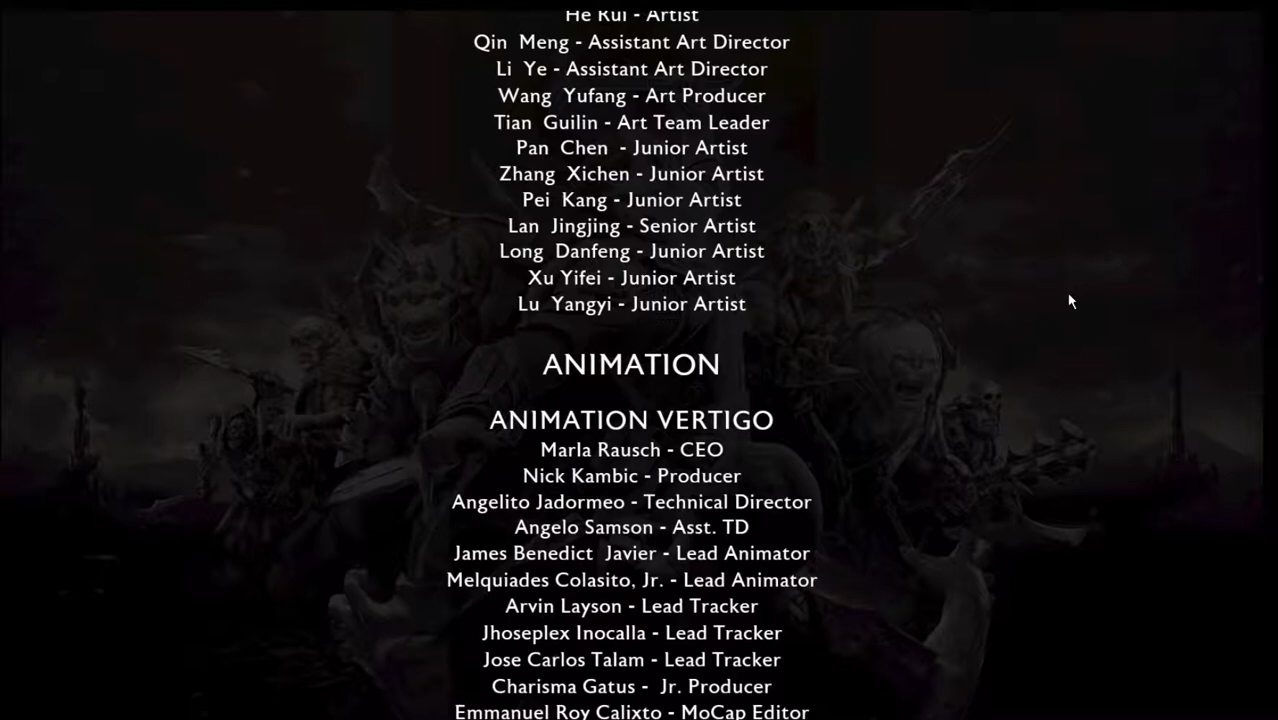 He Rui - Artist
Qin  Meng - Assistant Art Director
Li  Ye - Assistant Art Director
Wang  Yufang - Art Producer
Tian  Guilin - Art Team Leader
Pan  Chen  - Junior Artist
Zhang  Xichen - Junior Artist
Pei  Kang - Junior Artist
Lan  Jingjing - Senior Artist
Long  Danfeng - Junior Artist
Xu Yifei - Junior Artist
Lu  Yangyi - Junior Artist
ANIMATION
ANIMATION VERTIGO
Marla Rausch - CEO
Nick Kambic - Producer
Angelito Jadormeo - Technical Director
Angelo Samson - Asst. TD
James Benedict  Javier - Lead Animator
Melquiades Colasito, Jr. - Lead Animator
Arvin Layson - Lead Tracker
Jhoseplex Inocalla - Lead Tracker
Jose Carlos Talam - Lead Tracker
Charisma Gatus -  Jr. Producer
Emmanuel Roy Calixto - MoCap Editor